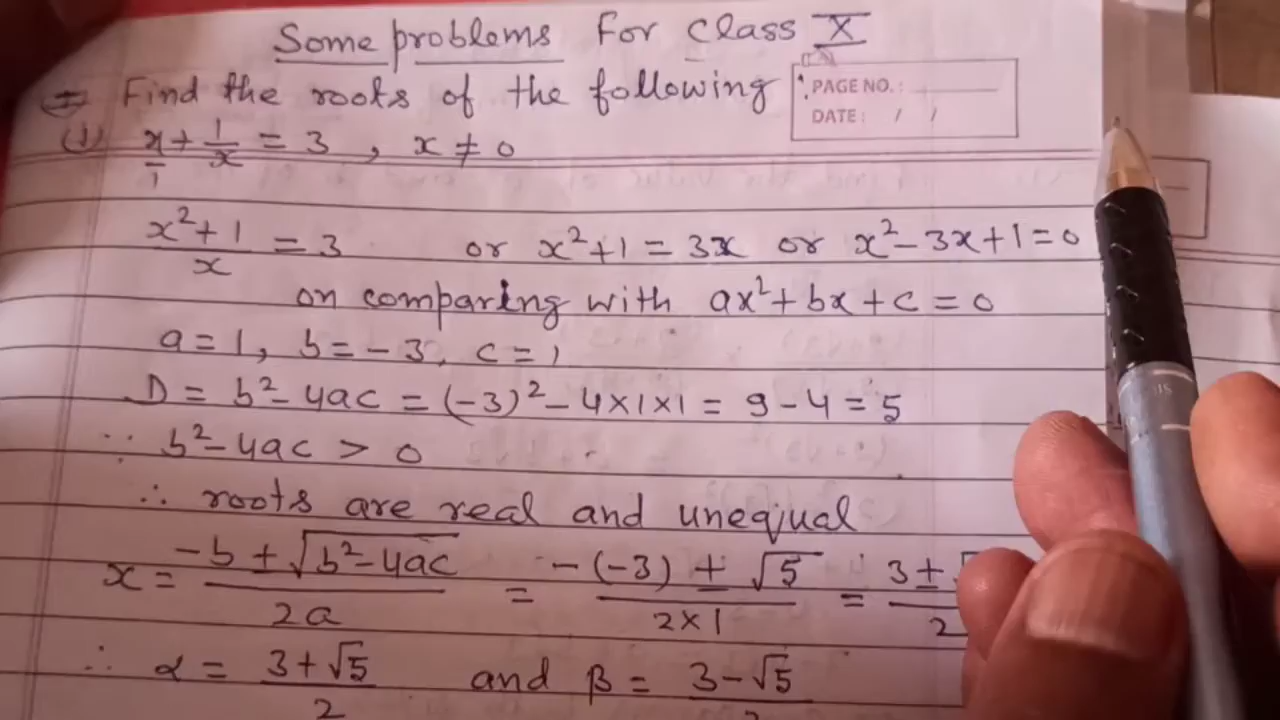 Some problems For Class X
Find the roots of the following
PAGE NO. :
DATE : / /
(1) x/1 + 1/x = 3 , x ≠ 0
(x² + 1)/x = 3 or x² + 1 = 3x or x² - 3x + 1 = 0
on comparing with ax² + bx + c = 0
a = 1, b = -3, c = 1
D = b² - 4ac = (-3)² - 4×1×1 = 9 - 4 = 5
∵ b² - 4ac > 0
∴ roots are real and unequal
x = (-b ± √(b² - 4ac))/2a = (-(-3) ± √5)/(2×1) = (3 ± √)/2
∴ α = (3 + √5)/2 and β = (3 - √5)/2